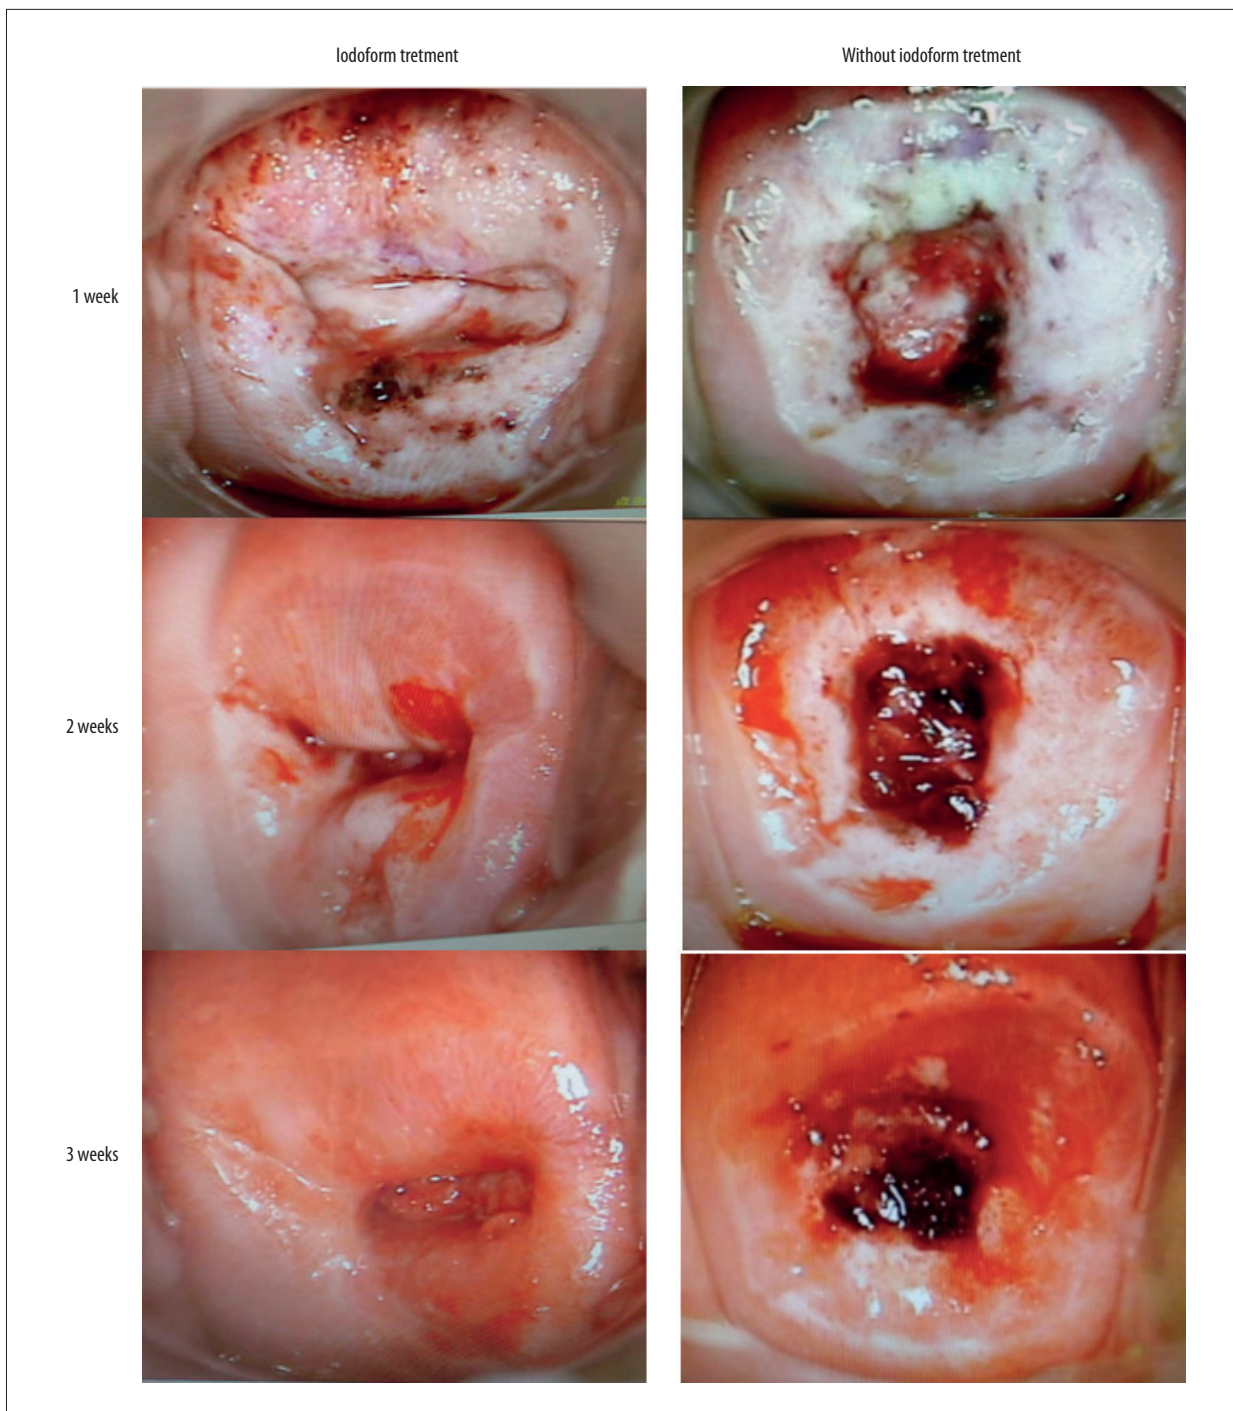 Iodoform tretment
Without iodoform tretment
1 week
2 weeks
3 weeks